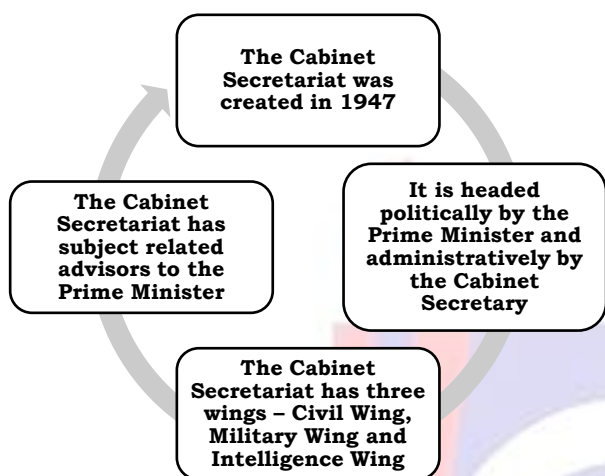 The Cabinet
Secretariat was
created in 1947
It is headed
politically by the
Prime Minister and
administratively by
the Cabinet
Secretary
The Cabinet
Secretariat has three
wings – Civil Wing,
Military Wing and
Intelligence Wing
The Cabinet
Secretariat has
subject related
advisors to the
Prime Minister